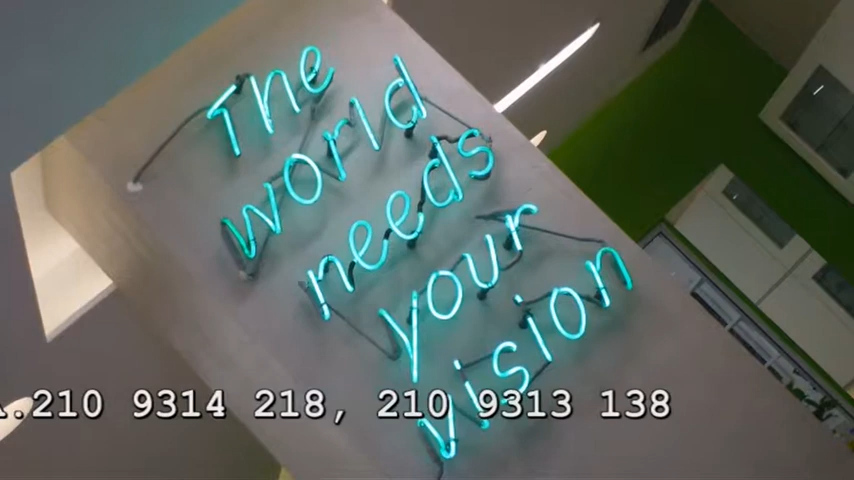 The
world
needs
your
vision
.210 9314 218, 210 9313 138